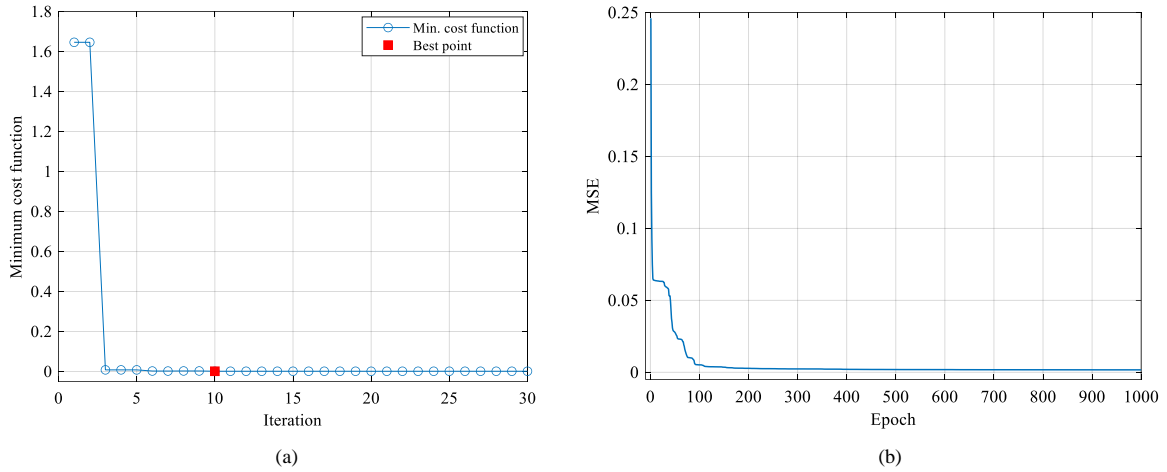 1.8
1.6
1.4
1.2
1
0.8
0.6
0.4
0.2
0
Minimum cost function
Min. cost function
Best point
0 5 10 15 20 25 30
Iteration
(a)
0.25
0.2
0.15
0.1
0.05
0
MSE
0 100 200 300 400 500 600 700 800 900 1000
Epoch
(b)